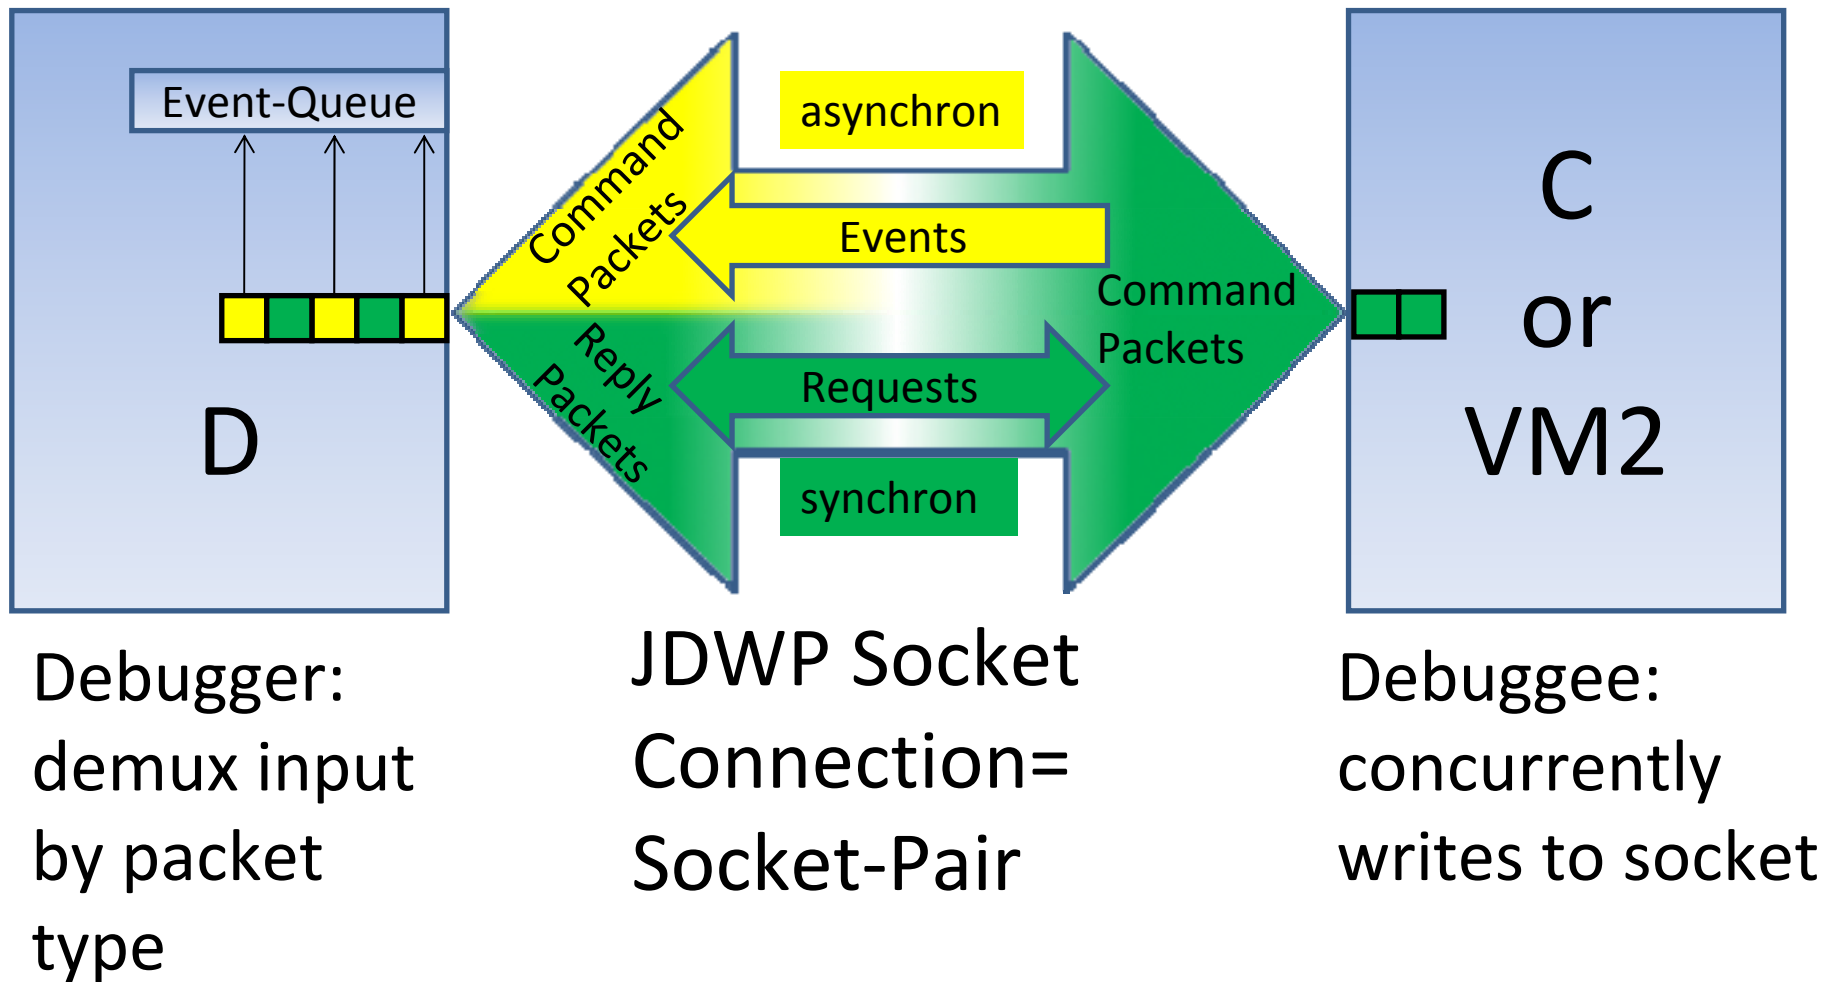 Event-Queue
D
Command
Packets
Reply
Packets
asynchron
Events
Requests
synchron
Command
Packets
C
or
VM2
Debugger:
demux input
by packet
type
JDWP Socket
Connection=
Socket-Pair
Debuggee:
concurrently
writes to socket